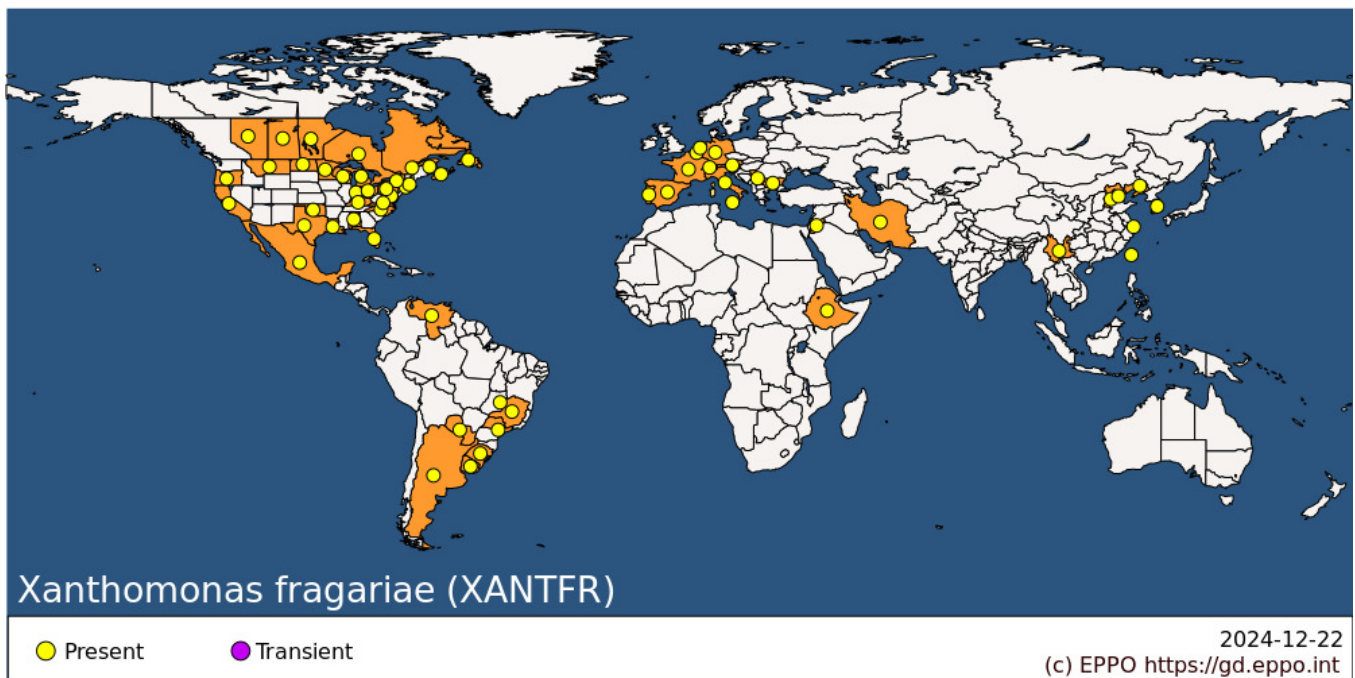 Xanthomonas fragariae (XANTFR)
Present
Transient
2024-12-22
(c) EPPO https://gd.eppo.int